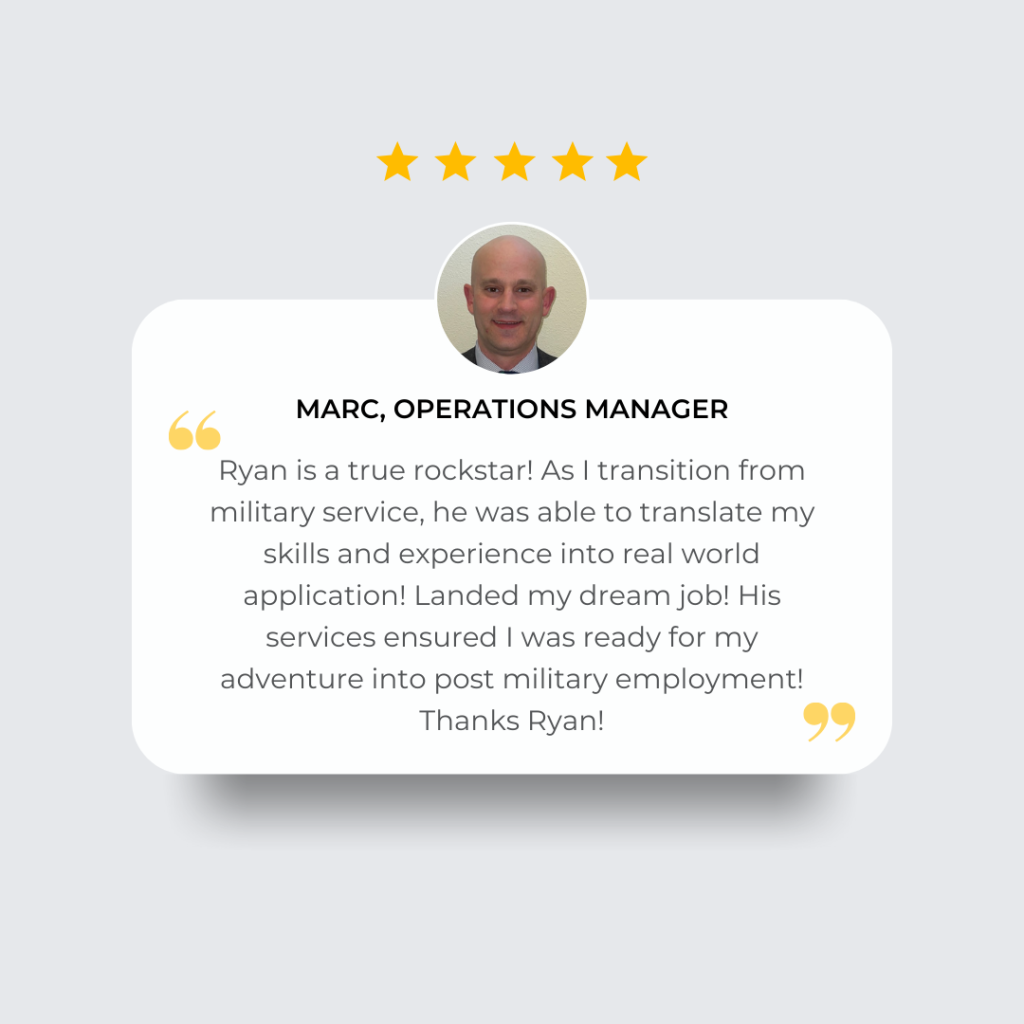 MARC, OPERATIONS MANAGER
“
Ryan is a true rockstar! As I transition from
military service, he was able to translate my
skills and experience into real world
application! Landed my dream job! His
services ensured I was ready for my
adventure into post military employment!
Thanks Ryan!
”